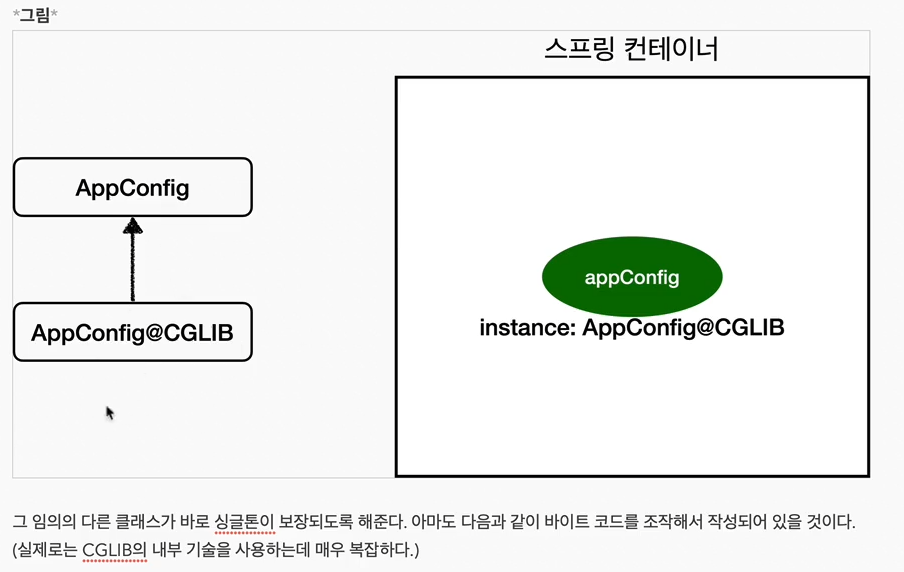 *그림*
스프링 컨테이너
AppConfig
appConfig
instance: AppConfig@CGLIB
AppConfig@CGLIB
그 임의의 다른 클래스가 바로 싱글톤이 보장되도록 해준다. 아마도 다음과 같이 바이트 코드를 조작해서 작성되어 있을 것이다.
(실제로는 CGLIB의 내부 기술을 사용하는데 매우 복잡하다.)